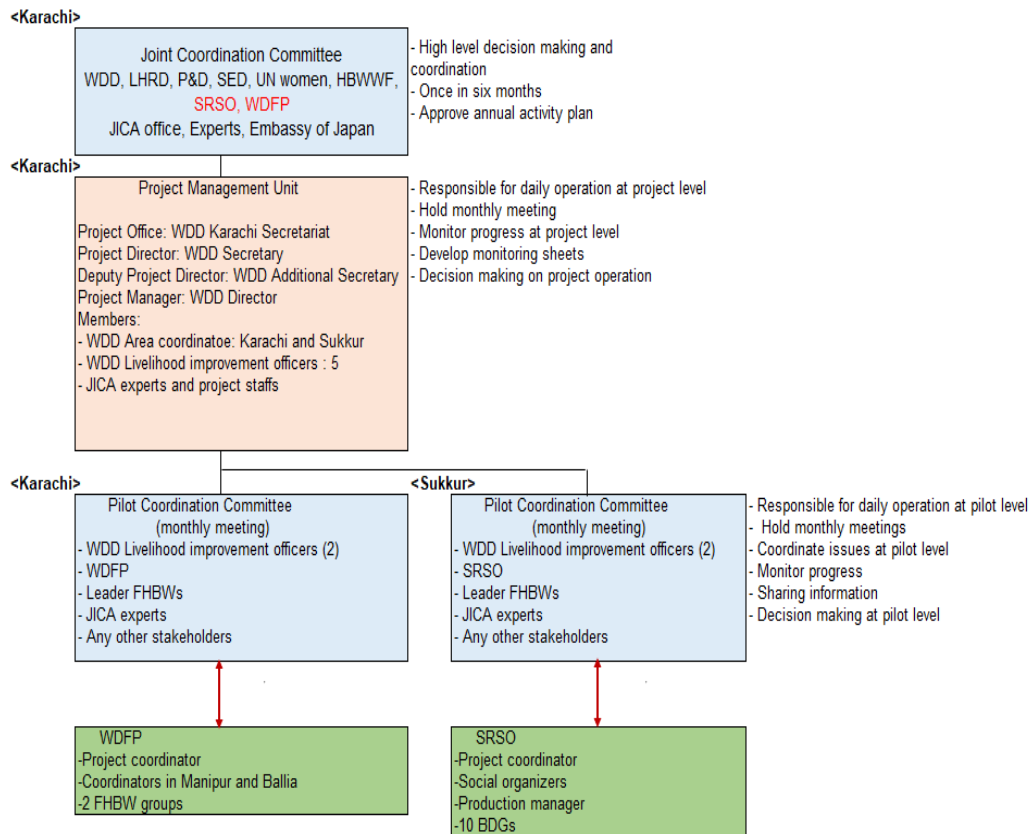 <Karachi>
Joint Coordination Committee
WDD, LHRD, P&D, SED, UN women, HBWWF,
SRSO, WDFP
JICA office, Experts, Embassy of Japan
- High level decision making and
coordination
- Once in six months
- Approve annual activity plan
<Karachi>
Project Management Unit
Project Office: WDD Karachi Secretariat
Project Director: WDD Secretary
Deputy Project Director: WDD Additional Secretary
Project Manager: WDD Director
Members:
- WDD Area coordinatoe: Karachi and Sukkur
- WDD Livelihood improvement officers : 5
- JICA experts and project staffs
- Responsible for daily operation at project level
- Hold monthly meeting
- Monitor progress at project level
- Develop monitoring sheets
- Decision making on project operation
<Karachi>
Pilot Coordination Committee
(monthly meeting)
- WDD Livelihood improvement officers (2)
- WDFP
- Leader FHBWs
- JICA experts
- Any other stakeholders
<Sukkur>
Pilot Coordination Committee
(monthly meeting)
- WDD Livelihood improvement officers (2)
- SRSO
- Leader FHBWs
- JICA experts
- Any other stakeholders
- Responsible for daily operation at pilot level
- Hold monthly meetings
- Coordinate issues at pilot level
- Monitor progress
- Sharing information
- Decision making at pilot level
WDFP
-Project coordinator
-Coordinators in Manipur and Ballia
-2 FHBW groups
SRSO
-Project coordinator
-Social organizers
-Production manager
-10 BDGs